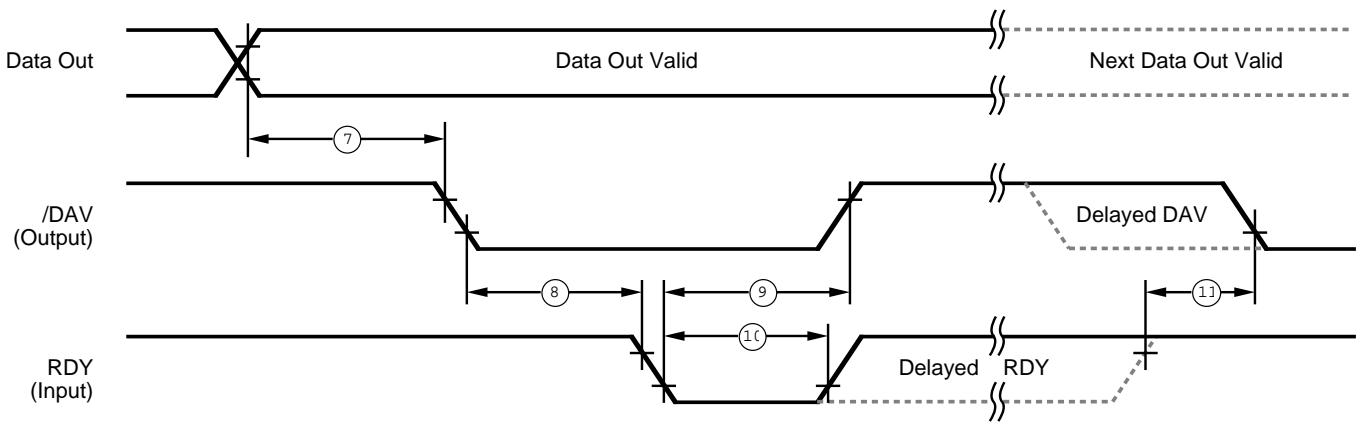 Data Out
Data Out Valid
Next Data Out Valid
7
/DAV
(Output)
Delayed DAV
8
9
11
10
RDY
(Input)
Delayed RDY